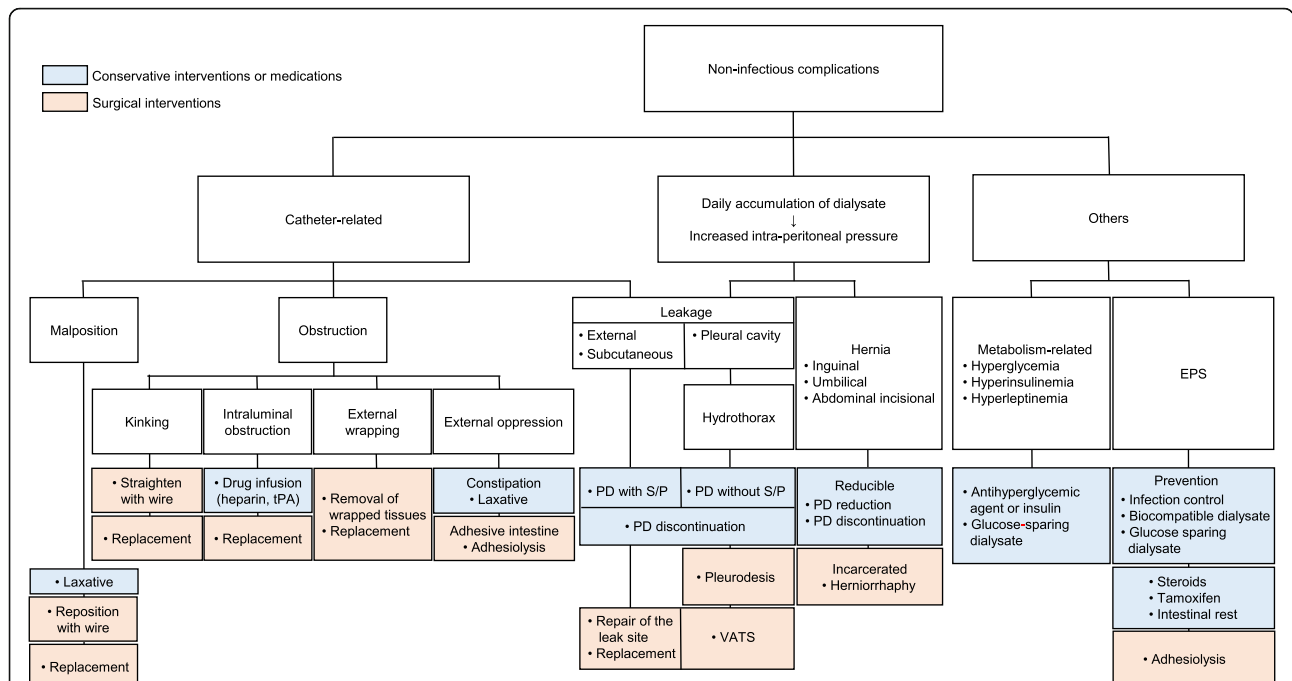 Conservative interventions or medications
Surgical interventions
Non-infectious complications
Catheter-related
Daily accumulation of dialysate
↓
Increased intra-peritoneal pressure
Others
Malposition
Obstruction
Leakage
• External
• Subcutaneous
• Pleural cavity
Hernia
• Inguinal
• Umbilical
• Abdominal incisional
Metabolism-related
• Hyperglycemia
• Hyperinsulinemia
• Hyperleptinemia
EPS
Kinking
Intraluminal
obstruction
External
wrapping
External oppression
Hydrothorax
• Straighten
with wire
• Replacement
• Drug infusion
(heparin, tPA)
• Replacement
• Removal of
wrapped tissues
• Replacement
Constipation
• Laxative
Adhesive intestine
• Adhesiolysis
• PD with S/P
• PD without S/P
• PD discontinuation
Reducible
• PD reduction
• PD discontinuation
Incarcerated
• Herniorrhaphy
• Antihyperglycemic
agent or insulin
• Glucose-sparing
dialysate
Prevention
• Infection control
• Biocompatible dialysate
• Glucose sparing
dialysate
• Laxative
• Reposition
with wire
• Replacement
• Pleurodesis
• Repair of the
leak site
• Replacement
• VATS
• Steroids
• Tamoxifen
• Intestinal rest
• Adhesiolysis